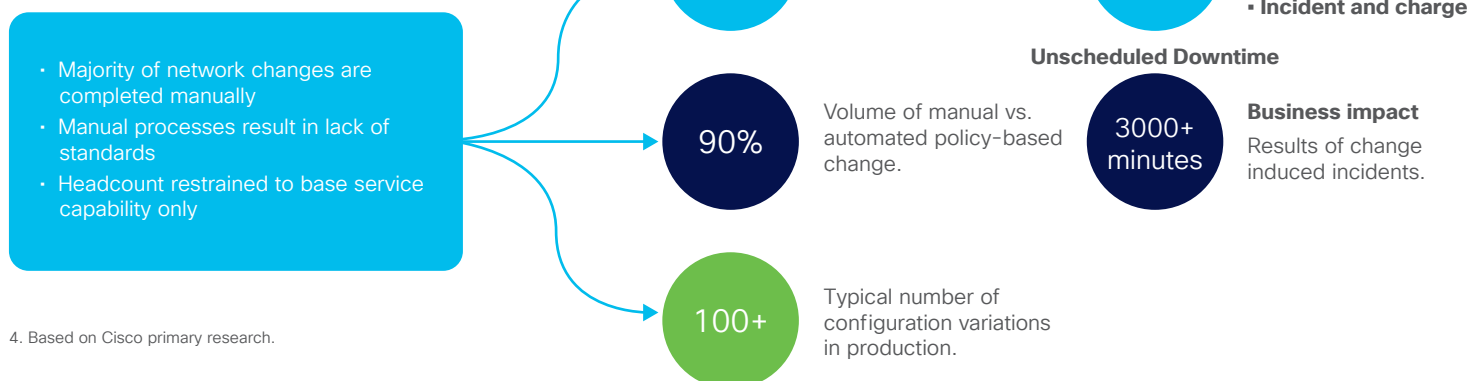 ▪ Incident and charge
Unscheduled Downtime
• Majority of network changes are
completed manually
• Manual processes result in lack of
standards
• Headcount restrained to base service
capability only
90%
Volume of manual vs.
automated policy-based
change.
3000+
minutes
Business impact
Results of change
induced incidents.
100+
Typical number of
configuration variations
in production.
4. Based on Cisco primary research.